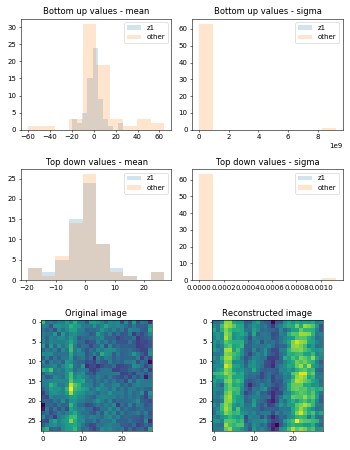 Bottom up values - mean
Bottom up values - sigma
30
25
20
15
10
5
0
z1
other
−60 −40 −20 0 20 40 60
60
50
40
30
20
10
0
z1
other
0 2 4 6 8
1e9
Top down values - mean
Top down values - sigma
25
20
15
10
5
0
z1
other
−20 −10 0 10 20
60
50
40
30
20
10
0
z1
other
0.0000 0.0002 0.0004 0.0006 0.0008 0.0010
Original image
Reconstructed image
0
5
10
15
20
25
0 10 20
0
5
10
15
20
25
0 10 20